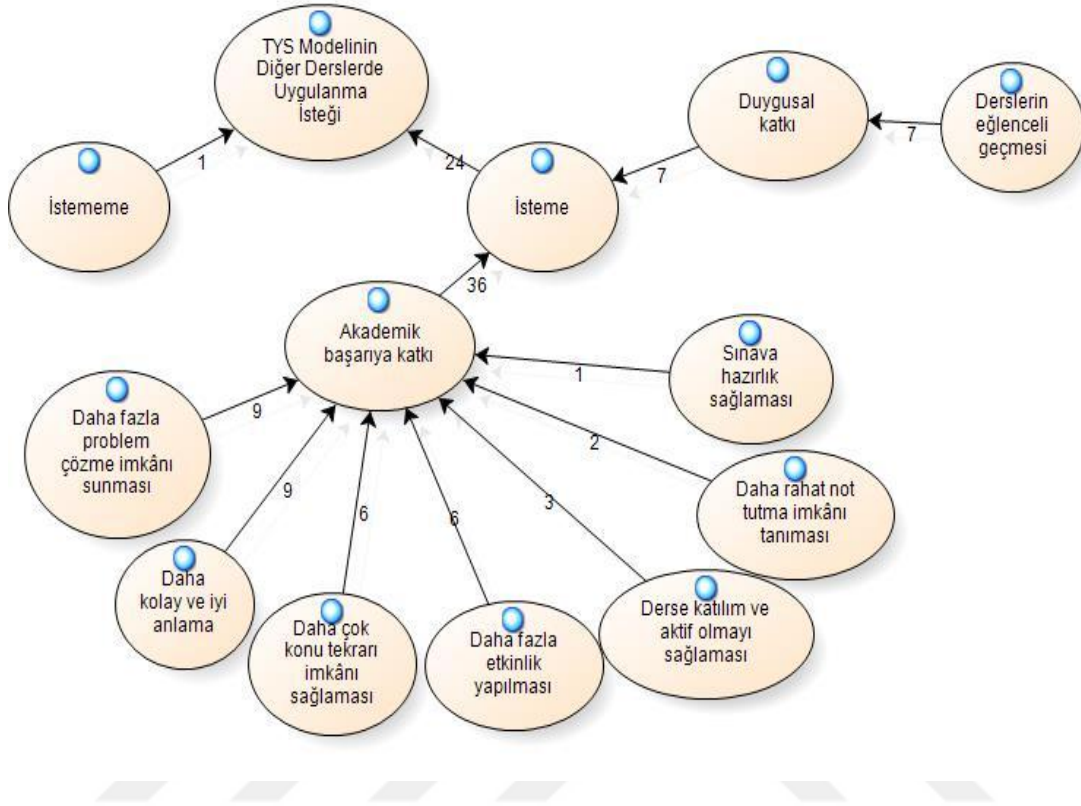 TYS Modelinin
Diğer Derslerde
Uygulanma
İsteği
Duygusal
katkı
Derslerin
eğlenceli
geçmesi
7
1
24
7
İstememe
İsteme
36
Akademik
başarıya katkı
Sınava
hazırlık
sağlaması
1
Daha fazla
problem
çözme imkânı
sunması
9
2
Daha rahat not
tutma imkânı
tanıması
9
6
6
3
Daha
kolay ve iyi
anlama
Daha çok
konu tekrarı
imkânı
sağlaması
Daha fazla
etkinlik
yapılması
Derse katılım ve
aktif olmayı
sağlaması